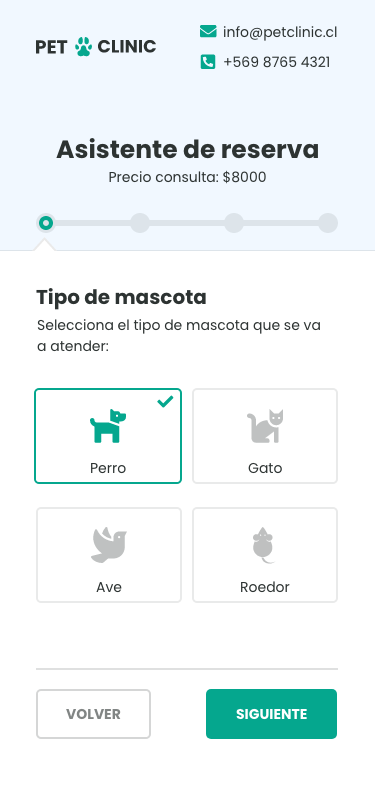 PET CLINIC
info@petclinic.cl
+569 8765 4321
Asistente de reserva
Precio consulta: $8000
Tipo de mascota
Selecciona el tipo de mascota que se va
a atender:
Perro
Gato
Ave
Roedor
VOLVER
SIGUIENTE